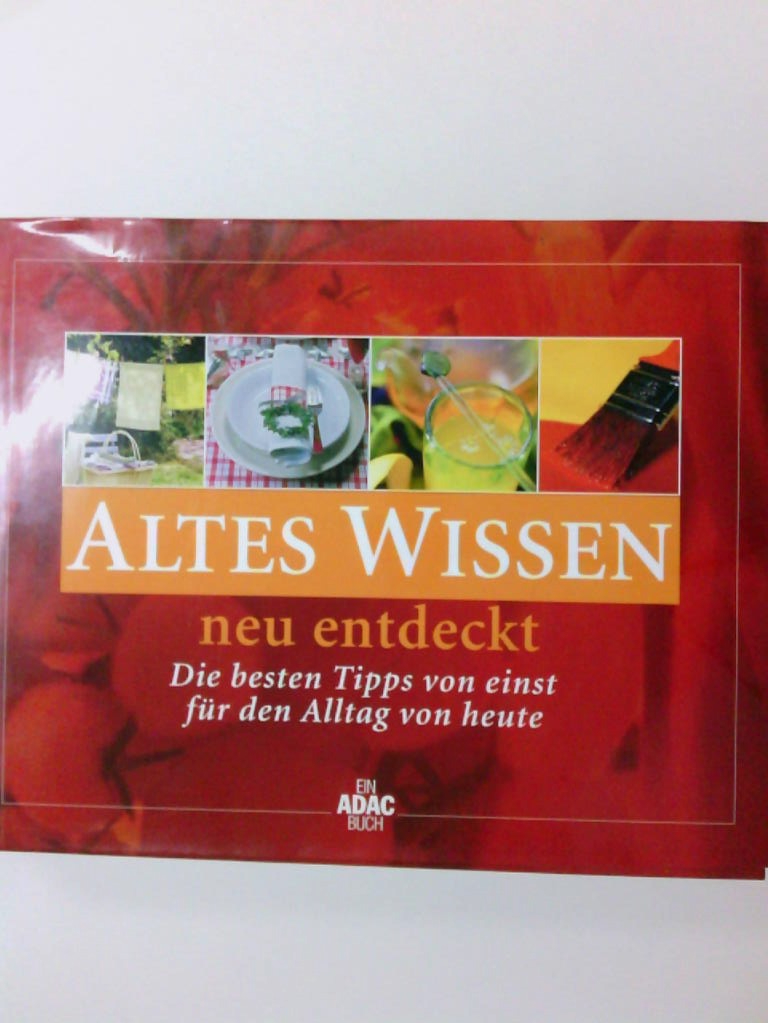 ALTES WISSEN
neu entdeckt
Die besten Tipps von einst
für den Alltag von heute
EIN
ADAC
BUCH